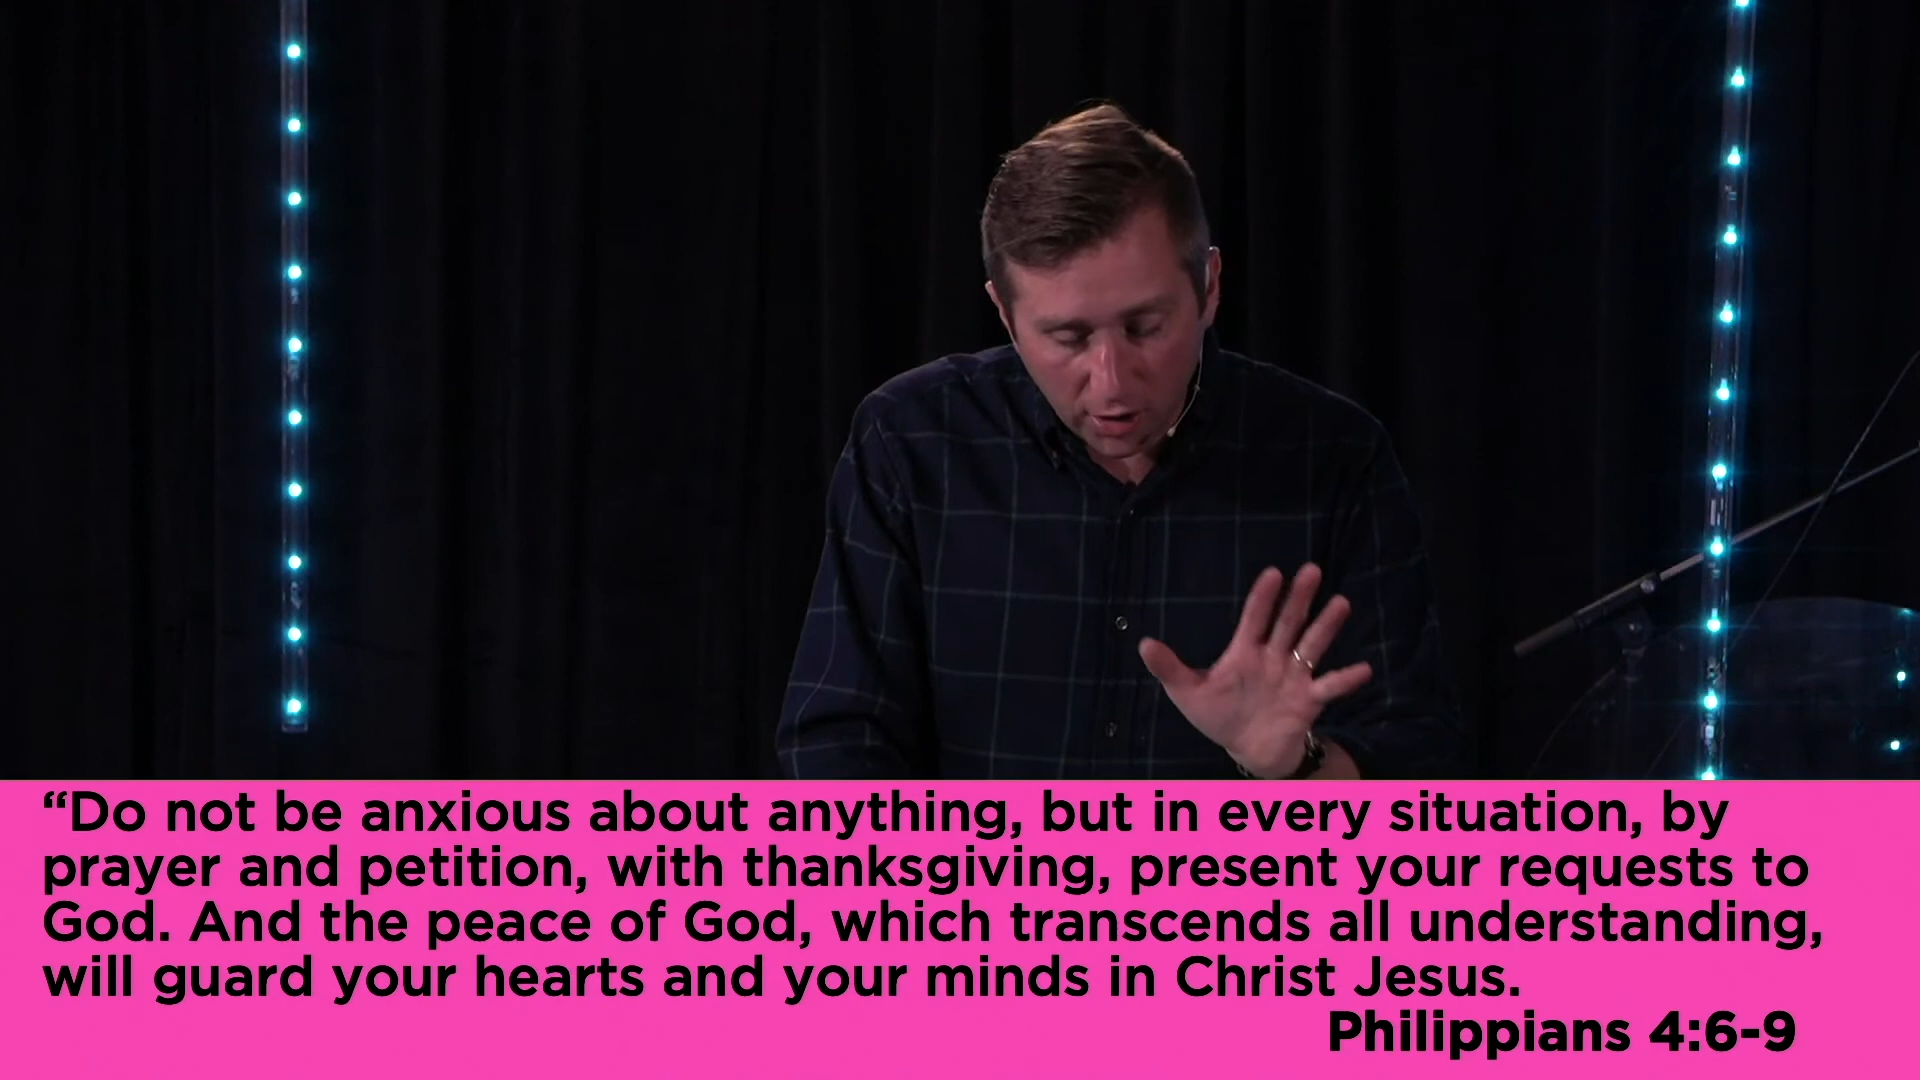 “Do not be anxious about anything, but in every situation, by
prayer and petition, with thanksgiving, present your requests to
God. And the peace of God, which transcends all understanding,
will guard your hearts and your minds in Christ Jesus.
Philippians 4:6-9